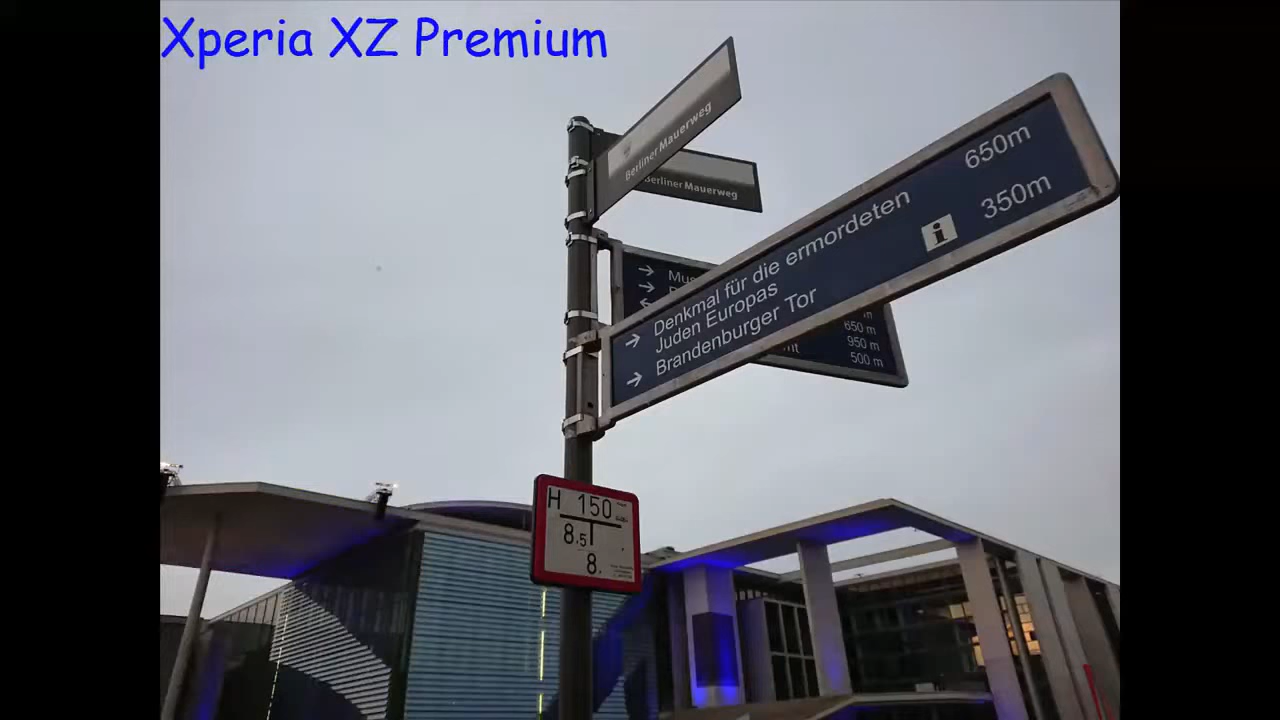 Xperia XZ Premium
Berliner Mauerweg
Berliner Mauerweg
650m
Denkmal für die ermordeten
Juden Europas
i 350m
Brandenburger Tor
650 m
950 m
500 m
H 150
8,5
8,